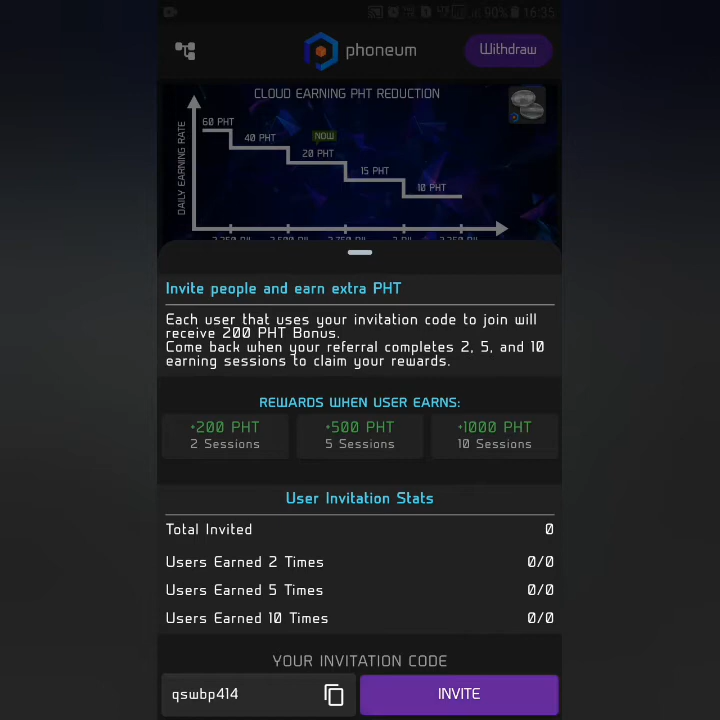 90% 16:35
phoneum
Withdraw
CLOUD EARNING PHT REDUCTION
DAILY EARNING RATE
60 PHT
40 PHT
NOW
20 PHT
15 PHT
10 PHT
Invite people and earn extra PHT
Each user that uses your invitation code to join will
receive 200 PHT Bonus.
Come back when your referral completes 2, 5, and 10
earning sessions to claim your rewards.
REWARDS WHEN USER EARNS:
+200 PHT
2 Sessions
+500 PHT
5 Sessions
+1000 PHT
10 Sessions
User Invitation Stats
Total Invited 0
Users Earned 2 Times 0/0
Users Earned 5 Times 0/0
Users Earned 10 Times 0/0
YOUR INVITATION CODE
qswbp414
INVITE